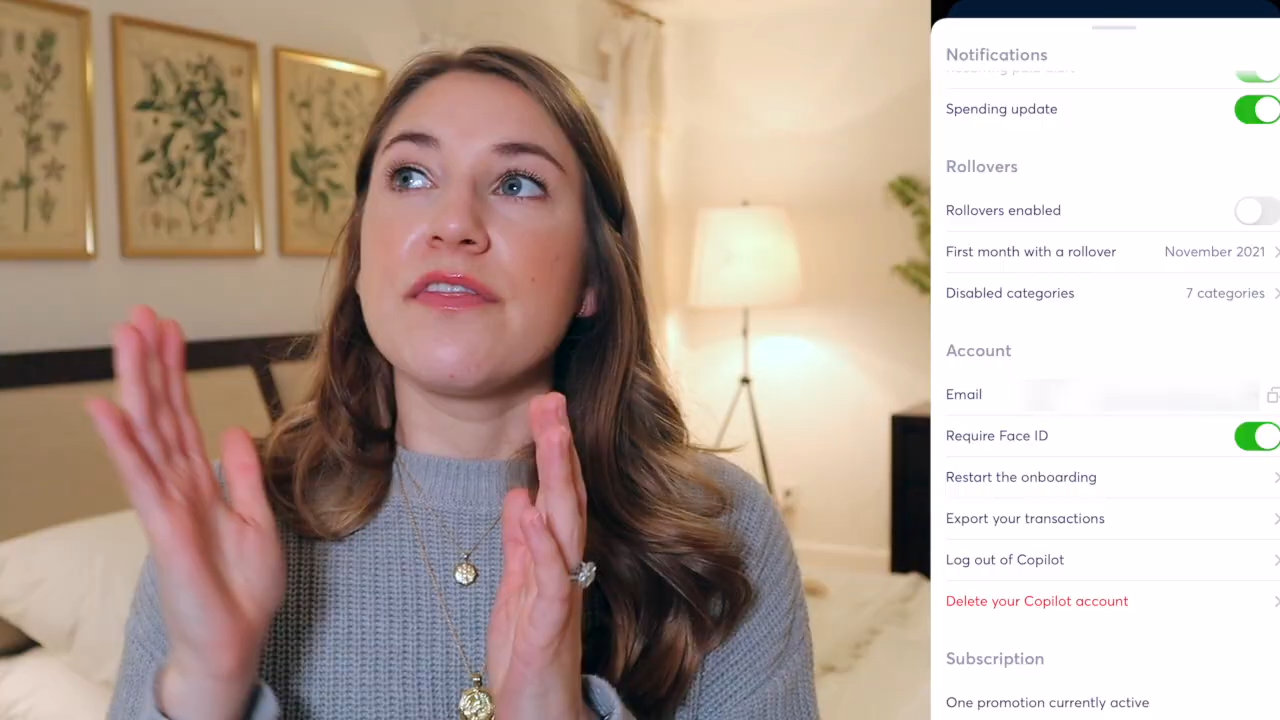 Notifications
Spending update
Rollovers
Rollovers enabled
First month with a rollover November 2021
Disabled categories 7 categories
Account
Email
Require Face ID
Restart the onboarding
Export your transactions
Log out of Copilot
Delete your Copilot account
Subscription
One promotion currently active